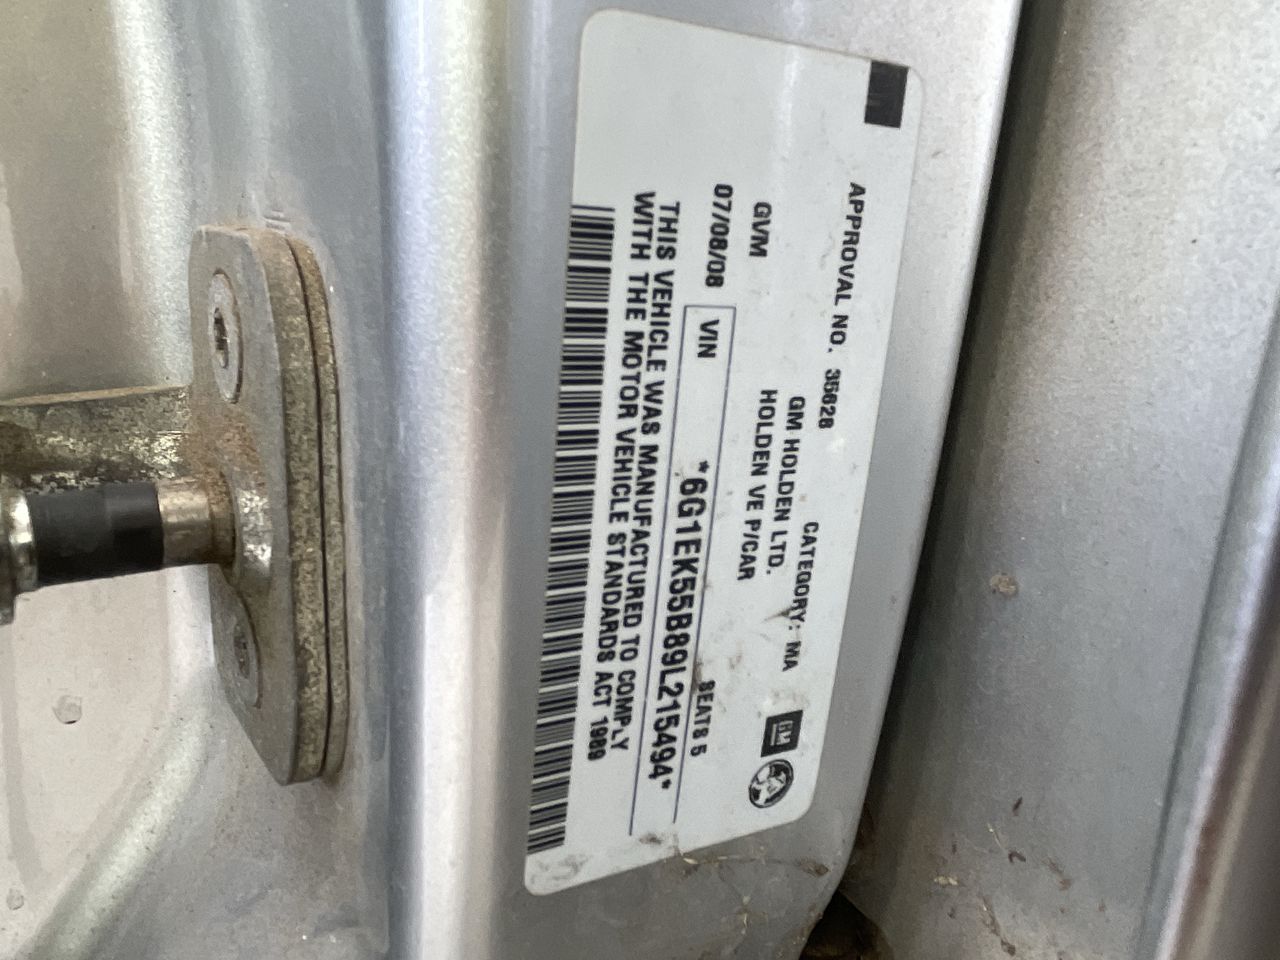 APPROVAL NO. 35628
CATEGORY: MA
GM HOLDEN LTD.
HOLDEN VE P/CAR
GM
GVM
07/08/08
SEATS 5
VIN *6G1EK55B89L215494*
THIS VEHICLE WAS MANUFACTURED TO COMPLY
WITH THE MOTOR VEHICLE STANDARDS ACT 1989